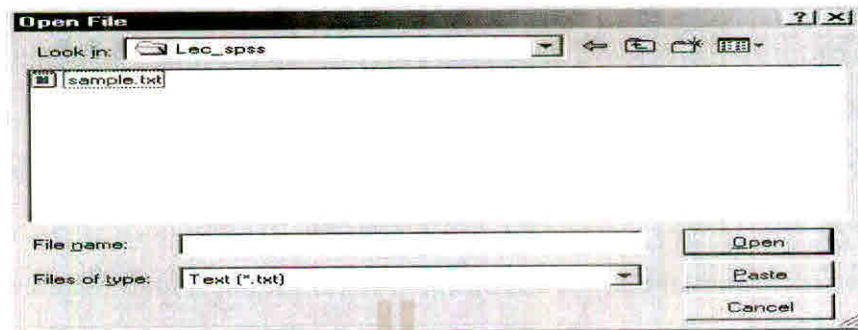 Open File
Look in: Lec_spss
sample.txt
File name:
Open
Files of type: Text (*.txt)
Paste
Cancel